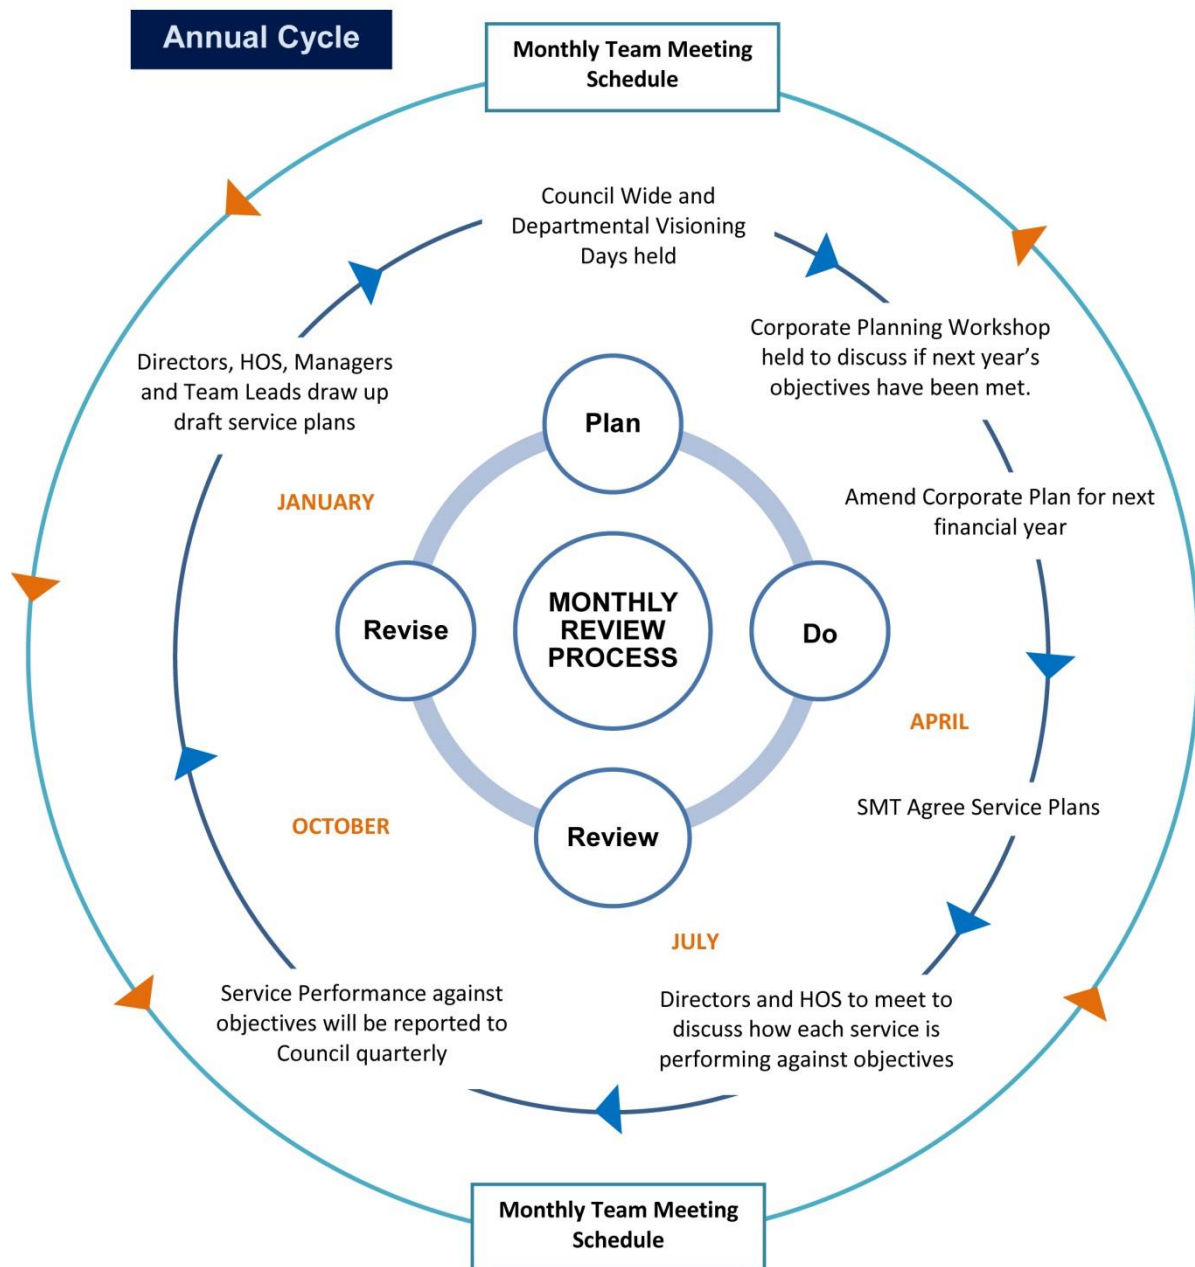 Annual Cycle
Monthly Team Meeting
Schedule
Council Wide and
Departmental Visioning
Days held
Corporate Planning Workshop
held to discuss if next year’s
objectives have been met.
Directors, HOS, Managers
and Team Leads draw up
draft service plans
Plan
JANUARY
Amend Corporate Plan for next
financial year
Revise
MONTHLY
REVIEW
PROCESS
Do
APRIL
OCTOBER
SMT Agree Service Plans
Review
JULY
Service Performance against
objectives will be reported to
Council quarterly
Directors and HOS to meet to
discuss how each service is
performing against objectives
Monthly Team Meeting
Schedule